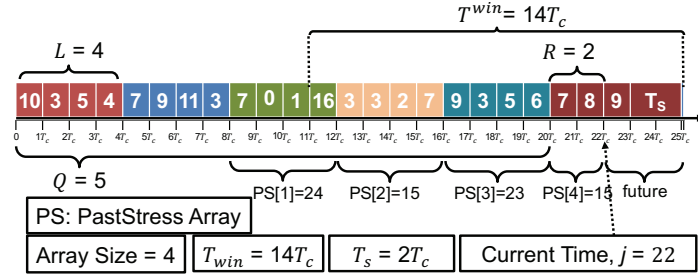 T^win = 14T_c
L = 4
R = 2
10 3 5 4 7 9 11 3 7 0 1 16 3 3 2 7 9 3 5 6 7 8 9 T_S
0 1T_c 2T_c 3T_c 4T_c 5T_c 6T_c 7T_c 8T_c 9T_c 10T_c 11T_c 12T_c 13T_c 14T_c 15T_c 16T_c 17T_c 18T_c 19T_c 20T_c 21T_c 22T_c 23T_c 24T_c 25T_c
Q = 5
PS[1]=24 PS[2]=15 PS[3]=23 PS[4]=15 future
PS: PastStress Array
Array Size = 4
T_win = 14T_c
T_s = 2T_c
Current Time, j = 22